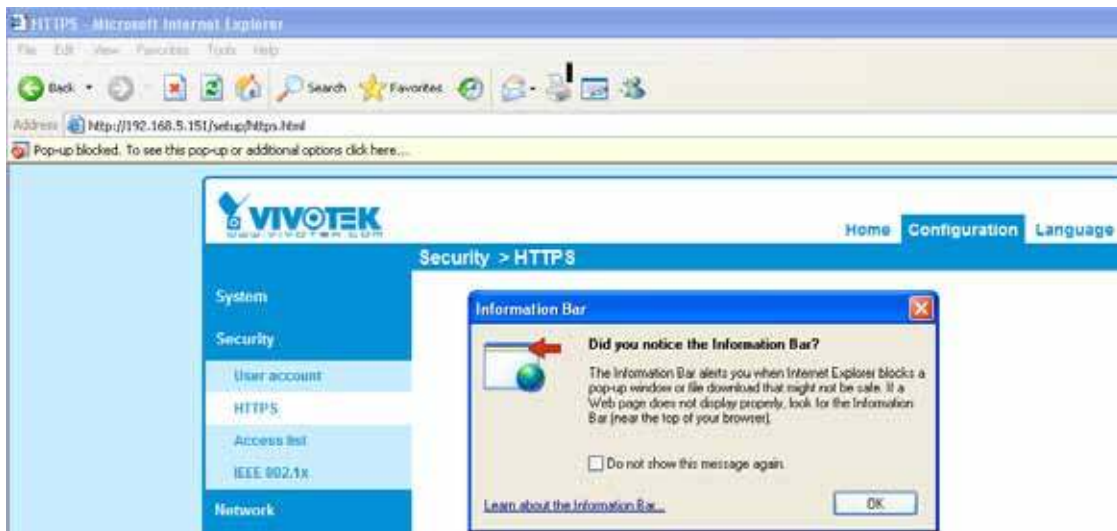 HTTPS - Microsoft Internet Explorer
File Edit View Favorites Tools Help
Back Search Favorites
Address http://192.168.5.151/setup/https.html
Pop-up blocked. To see this pop-up or additional options click here...
VIVOTEK
www.vivotek.com
Home Configuration Language
Security > HTTPS
System
Security
User account
HTTPS
Access list
IEEE 802.1x
Network
Information Bar
Did you notice the Information Bar?
The Information Bar alerts you when Internet Explorer blocks a
pop-up window or file download that might not be safe. If a
Web page does not display properly, look for the Information
Bar (near the top of your browser).
Do not show this message again.
Learn about the Information Bar...
OK